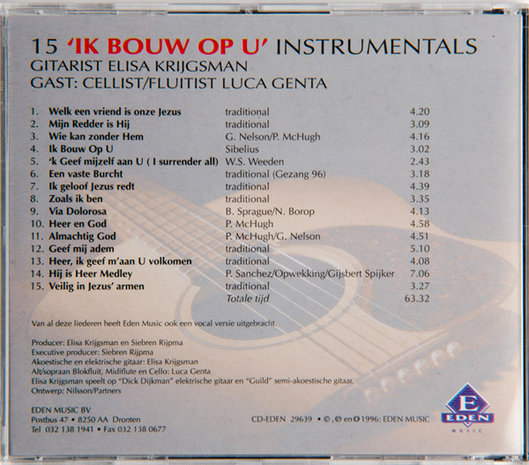 15 'IK BOUW OP U' INSTRUMENTALS
GITARIST ELISA KRIJGSMAN
GAST: CELLIST/FLUITIST LUCA GENTA
1. Welk een vriend is onze Jezus traditional 4.20
2. Mijn Redder is Hij traditional 3.09
3. Wie kan zonder Hem G. Nelson/P. McHugh 4.16
4. Ik Bouw Op U Sibelius 3.02
5. 'k Geef mijzelf aan U ( I surrender all) W.S. Weeden 2.43
6. Een vaste Burcht traditional (Gezang 96) 3.18
7. Ik geloof Jezus redt traditional 4.39
8. Zoals ik ben traditional 3.35
9. Via Dolorosa B. Sprague/N. Borop 4.13
10. Heer en God P. McHugh 4.58
11. Almachtig God P. McHugh/G. Nelson 4.51
12. Geef mij adem traditional 5.10
13. Heer, ik geef m'aan U volkomen traditional 4.08
14. Hij is Heer Medley P. Sanchez/Opwekking/Gijsbert Spijker 7.06
15. Veilig in Jezus' armen traditional 3.27
Totale tijd 63.32
Van al deze liederen heeft Eden Music ook een vocal versie uitgebracht
Producer: Elisa Krijgsman en Siebren Rijpma
Executive producer: Siebren Rijpma
Akoestische en elektrische gitaar: Elisa Krijgsman
Alt/sopraan Blokfluit, Midifluit en Cello: Luca Genta
Elisa Krijgsman speelt op "Dick Dijkman" elektrische gitaar en "Guild" semi-akoestische gitaar.
Ontwerp: Nilsson/Partners
EDEN MUSIC BV
Postbus 47 • 8250 AA Dronten
Tel 032 138 1941 • Fax 032 138 0677
CD-EDEN 29639 • ©, ℗ en ® 1996: EDEN MUSIC
E
EDEN
MUSIC